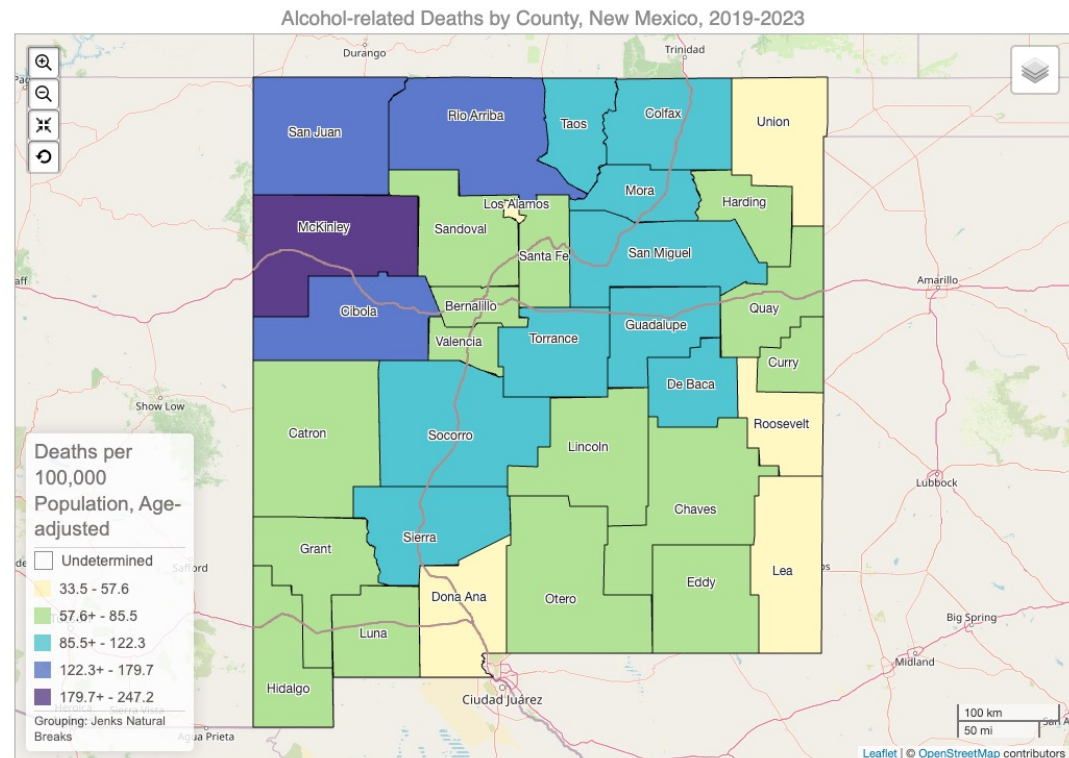 Alcohol-related Deaths by County, New Mexico, 2019-2023
Durango
Trinidad
San Juan
Rio Arriba
Taos
Colfax
Union
Mora
Harding
Los Alamos
McKinley
Sandoval
Santa Fe
San Miguel
Amarillo
Cibola
Bernalillo
Quay
Valencia
Torrance
Guadalupe
Curry
De Baca
Show Low
Catron
Socorro
Lincoln
Roosevelt
Lubbock
Chaves
Sierra
Grant
Safford
Dona Ana
Otero
Eddy
Lea
Big Spring
Luna
Midland
Hidalgo
Ciudad Juárez
Agua Prieta
Deaths per
100,000
Population, Age-
adjusted
Undetermined
33.5 - 57.6
57.6+ - 85.5
85.5+ - 122.3
122.3+ - 179.7
179.7+ - 247.2
Grouping: Jenks Natural
Breaks
100 km
50 mi
Leaflet | © OpenStreetMap contributors